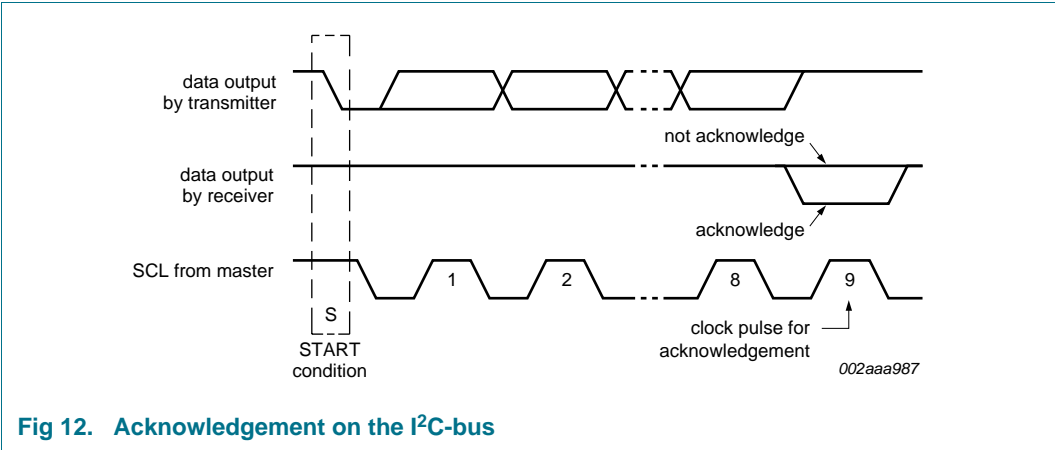 data output
by transmitter
not acknowledge
data output
by receiver
acknowledge
SCL from master
1
2
8
9
S
START
condition
clock pulse for
acknowledgement
002aaa987
Fig 12. Acknowledgement on the I²C-bus